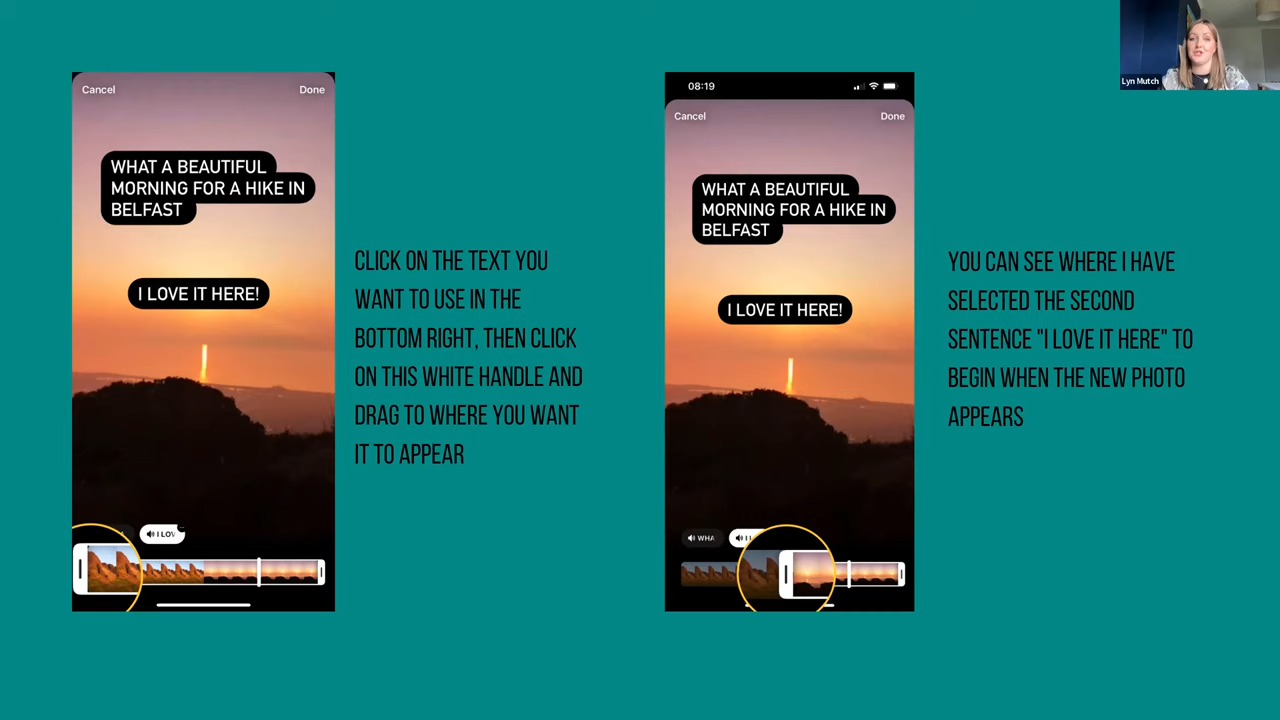 Lyn Mutch
Cancel
Done
WHAT A BEAUTIFUL
MORNING FOR A HIKE IN
BELFAST
I LOVE IT HERE!
I LOV
CLICK ON THE TEXT YOU
WANT TO USE IN THE
BOTTOM RIGHT, THEN CLICK
ON THIS WHITE HANDLE AND
DRAG TO WHERE YOU WANT
IT TO APPEAR
08:19
Cancel
Done
WHAT A BEAUTIFUL
MORNING FOR A HIKE IN
BELFAST
I LOVE IT HERE!
WHA
YOU CAN SEE WHERE I HAVE
SELECTED THE SECOND
SENTENCE "I LOVE IT HERE" TO
BEGIN WHEN THE NEW PHOTO
APPEARS